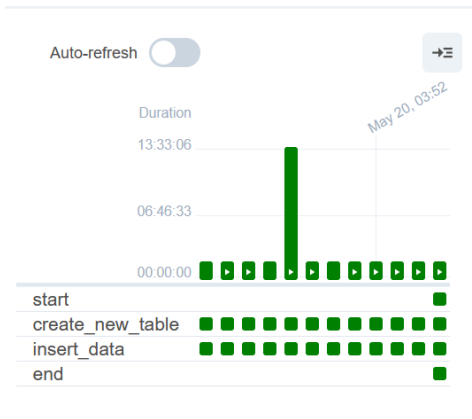 Auto-refresh
May 20, 03:52
Duration
13:33:06
06:46:33
00:00:00
start
create_new_table
insert_data
end